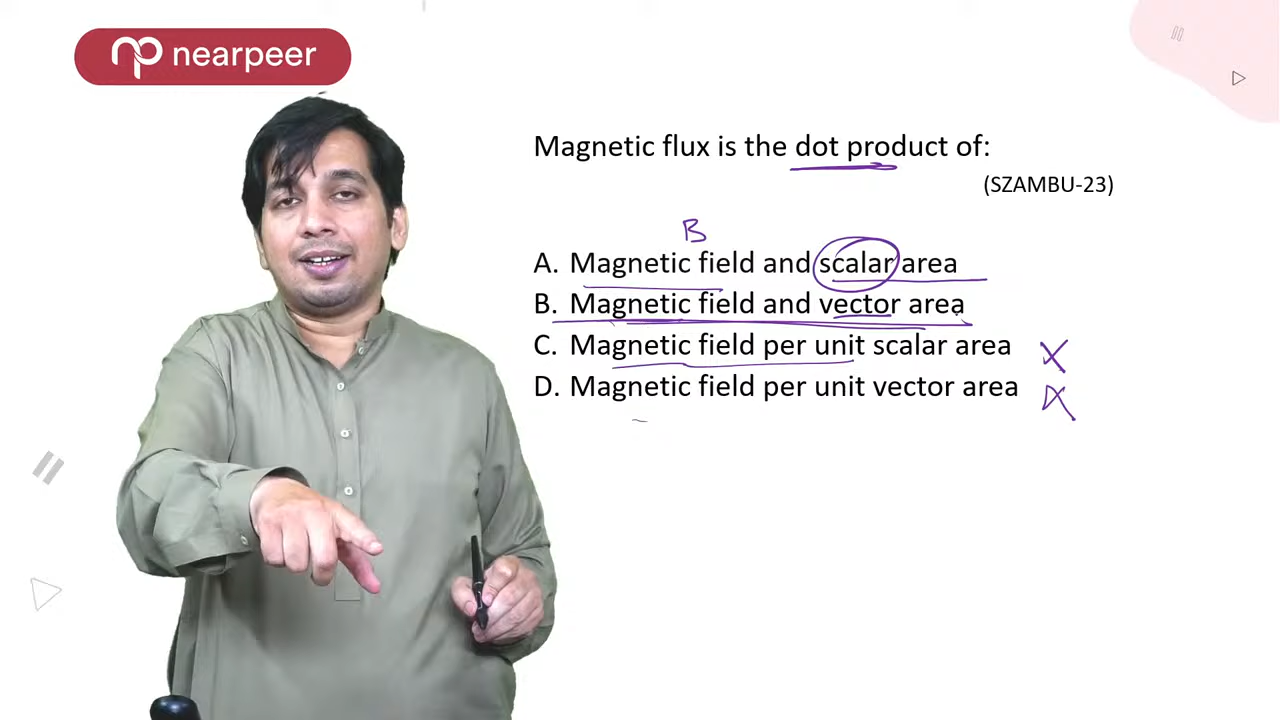 nearpeer
Magnetic flux is the dot product of:
(SZAMBU-23)
B
A. Magnetic field and scalar area
B. Magnetic field and vector area
C. Magnetic field per unit scalar area
D. Magnetic field per unit vector area